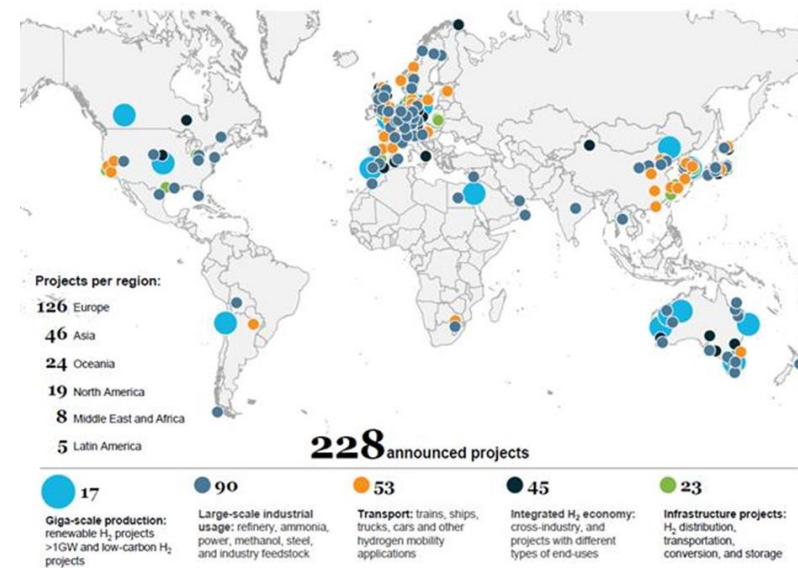 Projects per region:
126 Europe
46 Asia
24 Oceania
19 North America
8 Middle East and Africa
5 Latin America
228 announced projects
17
Giga-scale production:
renewable H₂ projects
>1GW and low-carbon H₂
projects
90
Large-scale industrial
usage: refinery, ammonia,
power, methanol, steel,
and industry feedstock
53
Transport: trains, ships,
trucks, cars and other
hydrogen mobility
applications
45
Integrated H₂ economy:
cross-industry, and
projects with different
types of end-uses
23
Infrastructure projects:
H₂ distribution,
transportation,
conversion, and storage